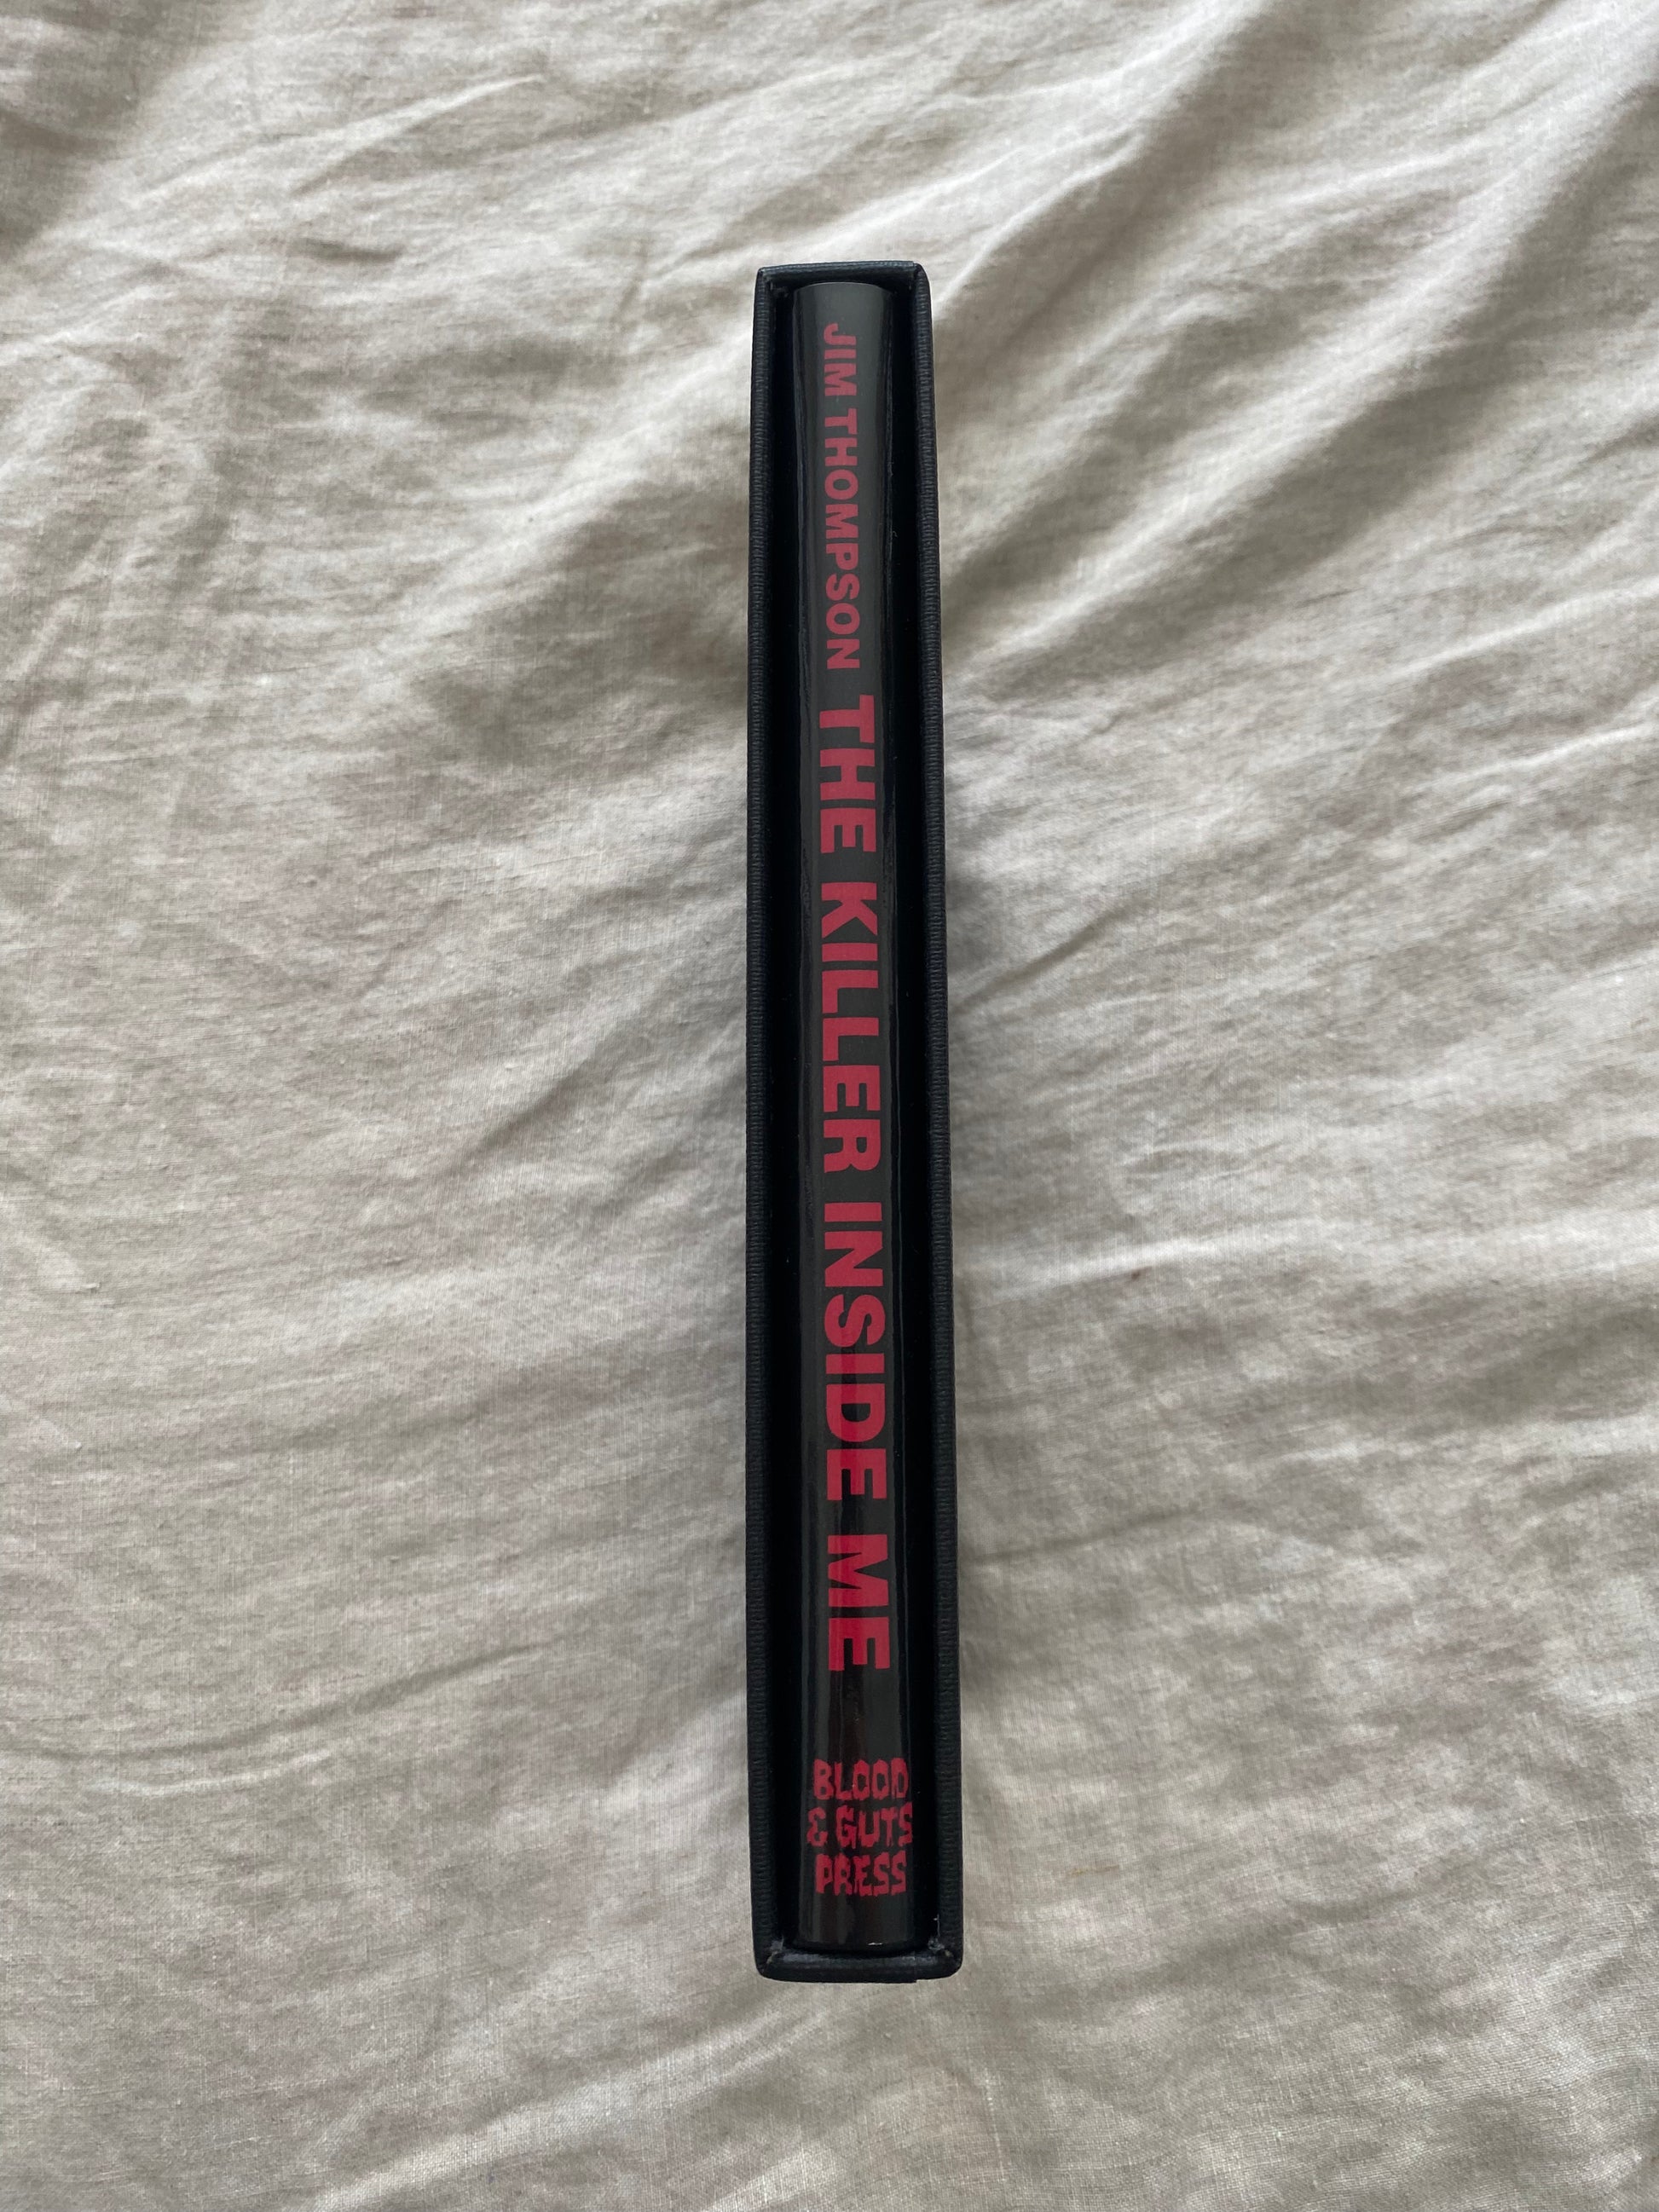 JIM THOMPSON THE KILLER INSIDE ME
BLOOD
& GUTS
PRESS